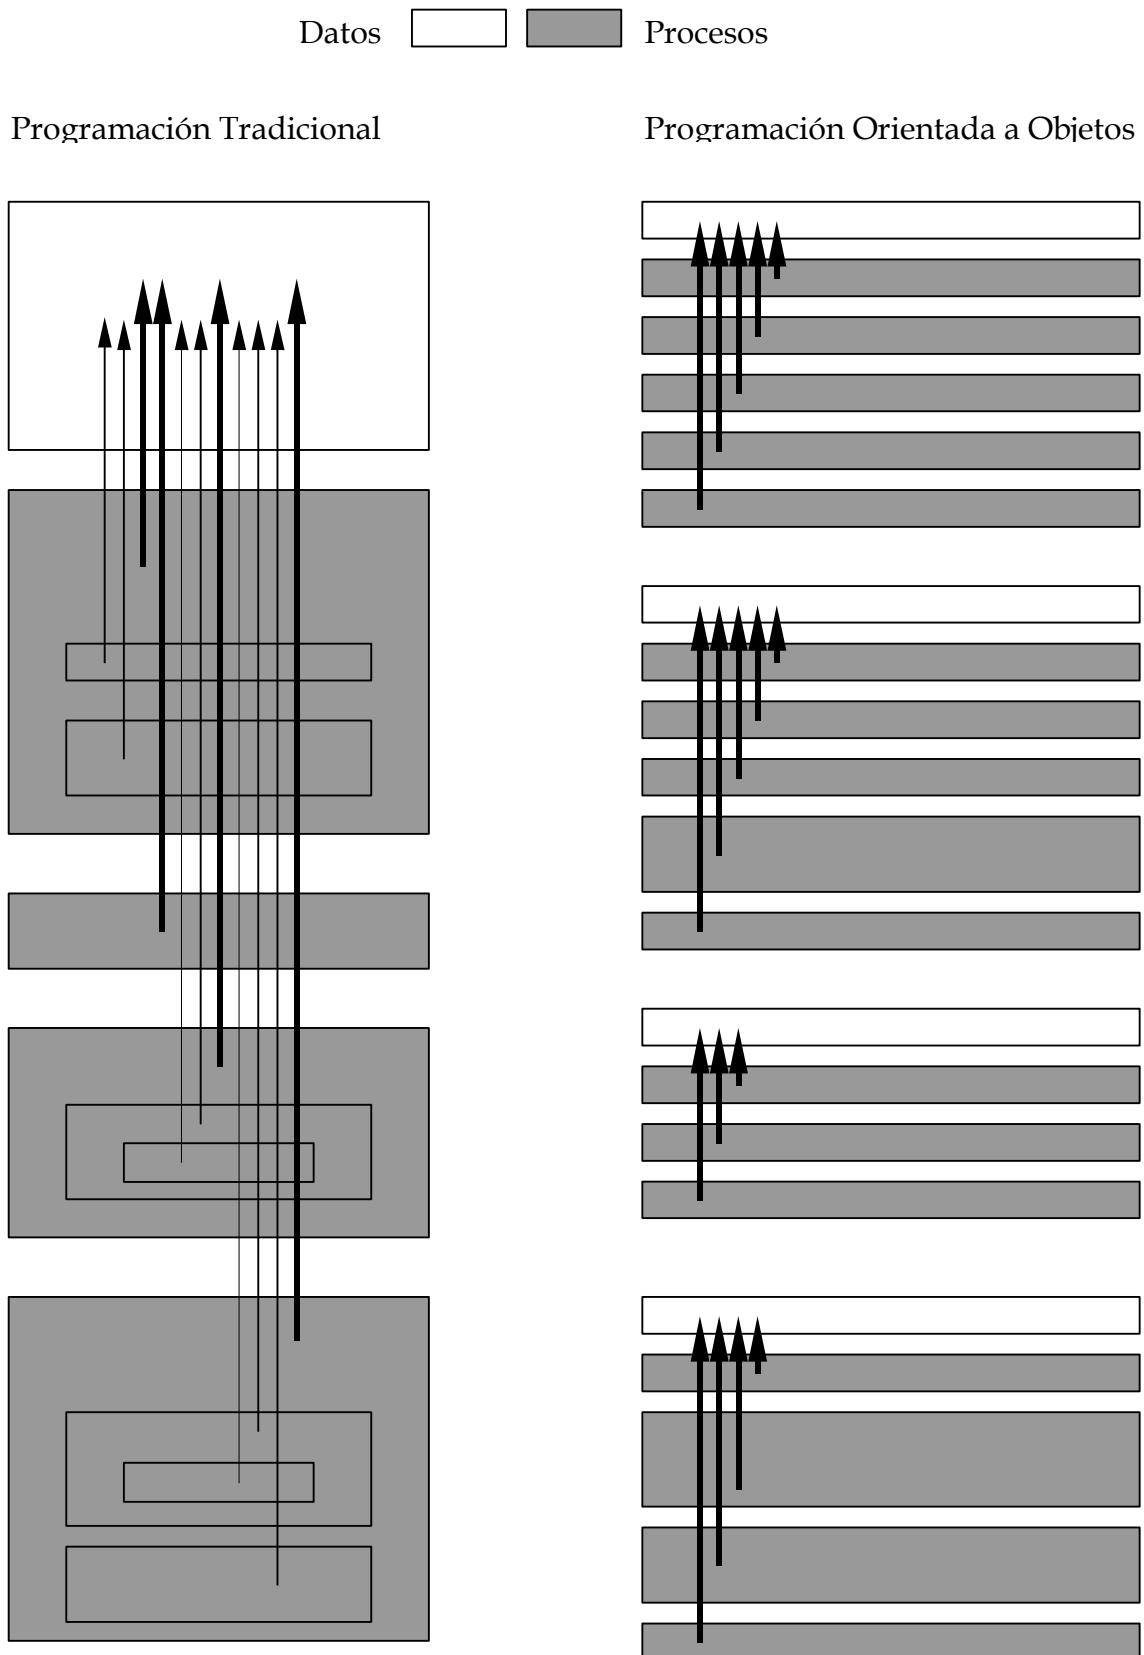 Datos Procesos
Programación Tradicional
Programación Orientada a Objetos